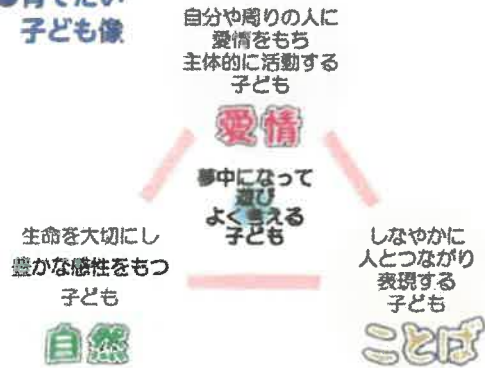 ●育てたい
子ども像
自分や周りの人に
愛情をもち
主体的に活動する
子ども
愛情
夢中になって
遊び
よく考える
子ども
生命を大切にし
豊かな感性をもつ
子ども
自然
しなやかに
人とつながり
表現する
子ども
ことば